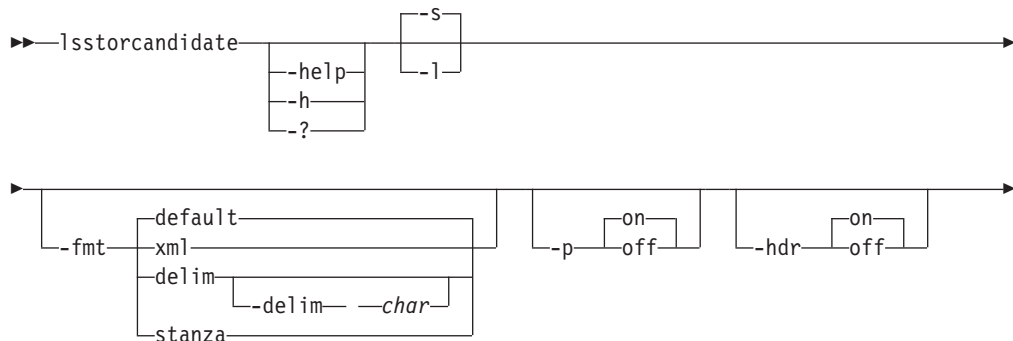 -s
lsstorcandidate
-help
-l
-h
-?
default
on
on
-fmt
xml
-p
off
-hdr
off
delim
-delim
char
stanza